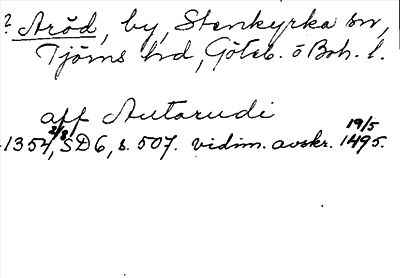 ? Aröd, by, Stenkyrka sn,
Tjörns hd, Göteb. o Boh. l.
aff Autarudi
1354 2/8, SD6, s. 507. vidim. avskr. 19/5 1495.